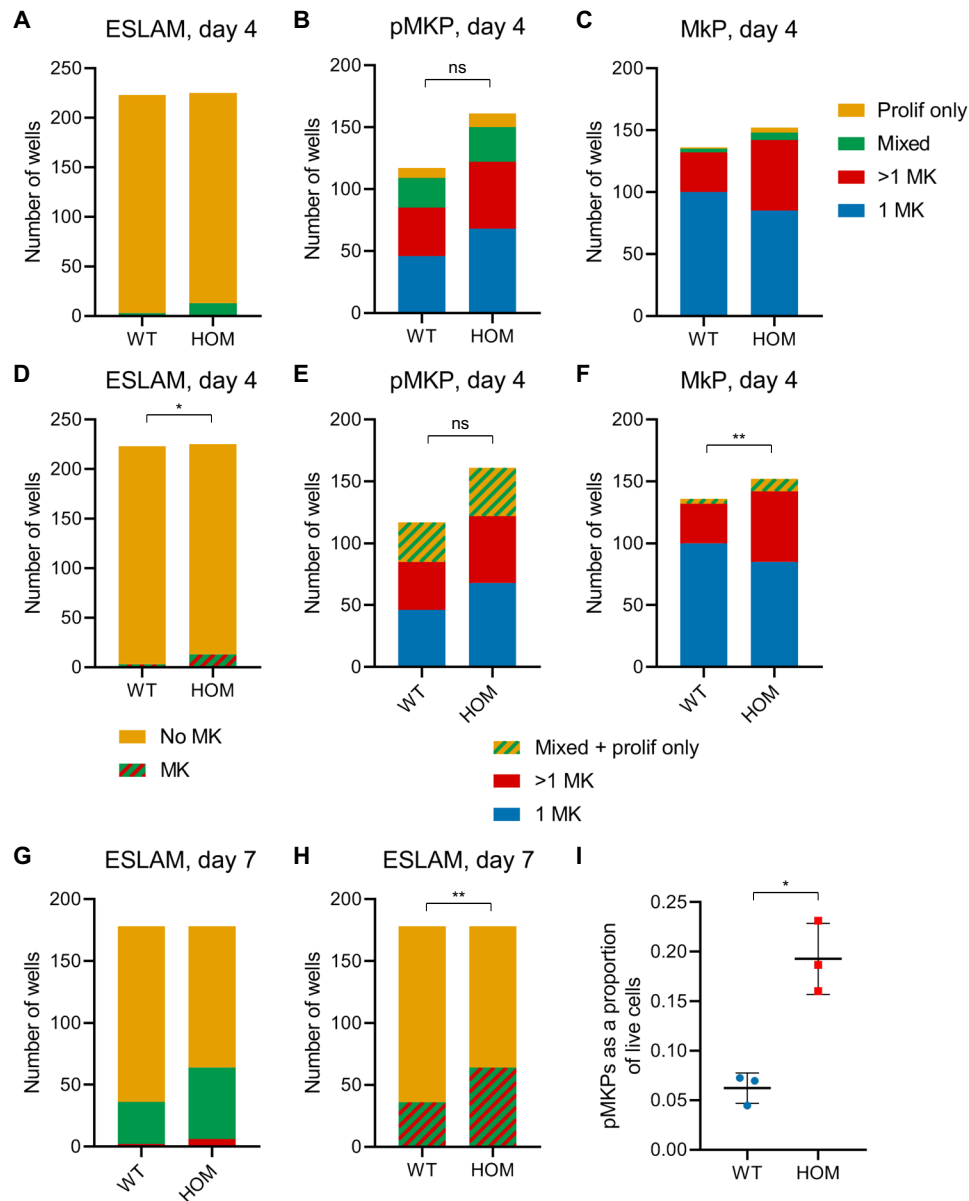 A
ESLAM, day 4
Number of wells
250
200
150
100
50
0
WT
HOM
B
pMKP, day 4
Number of wells
200
150
100
50
0
ns
WT
HOM
C
MkP, day 4
Number of wells
200
150
100
50
0
WT
HOM
Prolif only
Mixed
>1 MK
1 MK
D
ESLAM, day 4
Number of wells
250
200
150
100
50
0
*
WT
HOM
No MK
MK
E
pMKP, day 4
Number of wells
200
150
100
50
0
ns
WT
HOM
F
MkP, day 4
Number of wells
200
150
100
50
0
**
WT
HOM
Mixed + prolif only
>1 MK
1 MK
G
ESLAM, day 7
Number of wells
200
150
100
50
0
WT
HOM
H
ESLAM, day 7
Number of wells
200
150
100
50
0
**
WT
HOM
I
pMKPs as a proportion
of live cells
0.25
0.20
0.15
0.10
0.05
0.00
*
WT
HOM